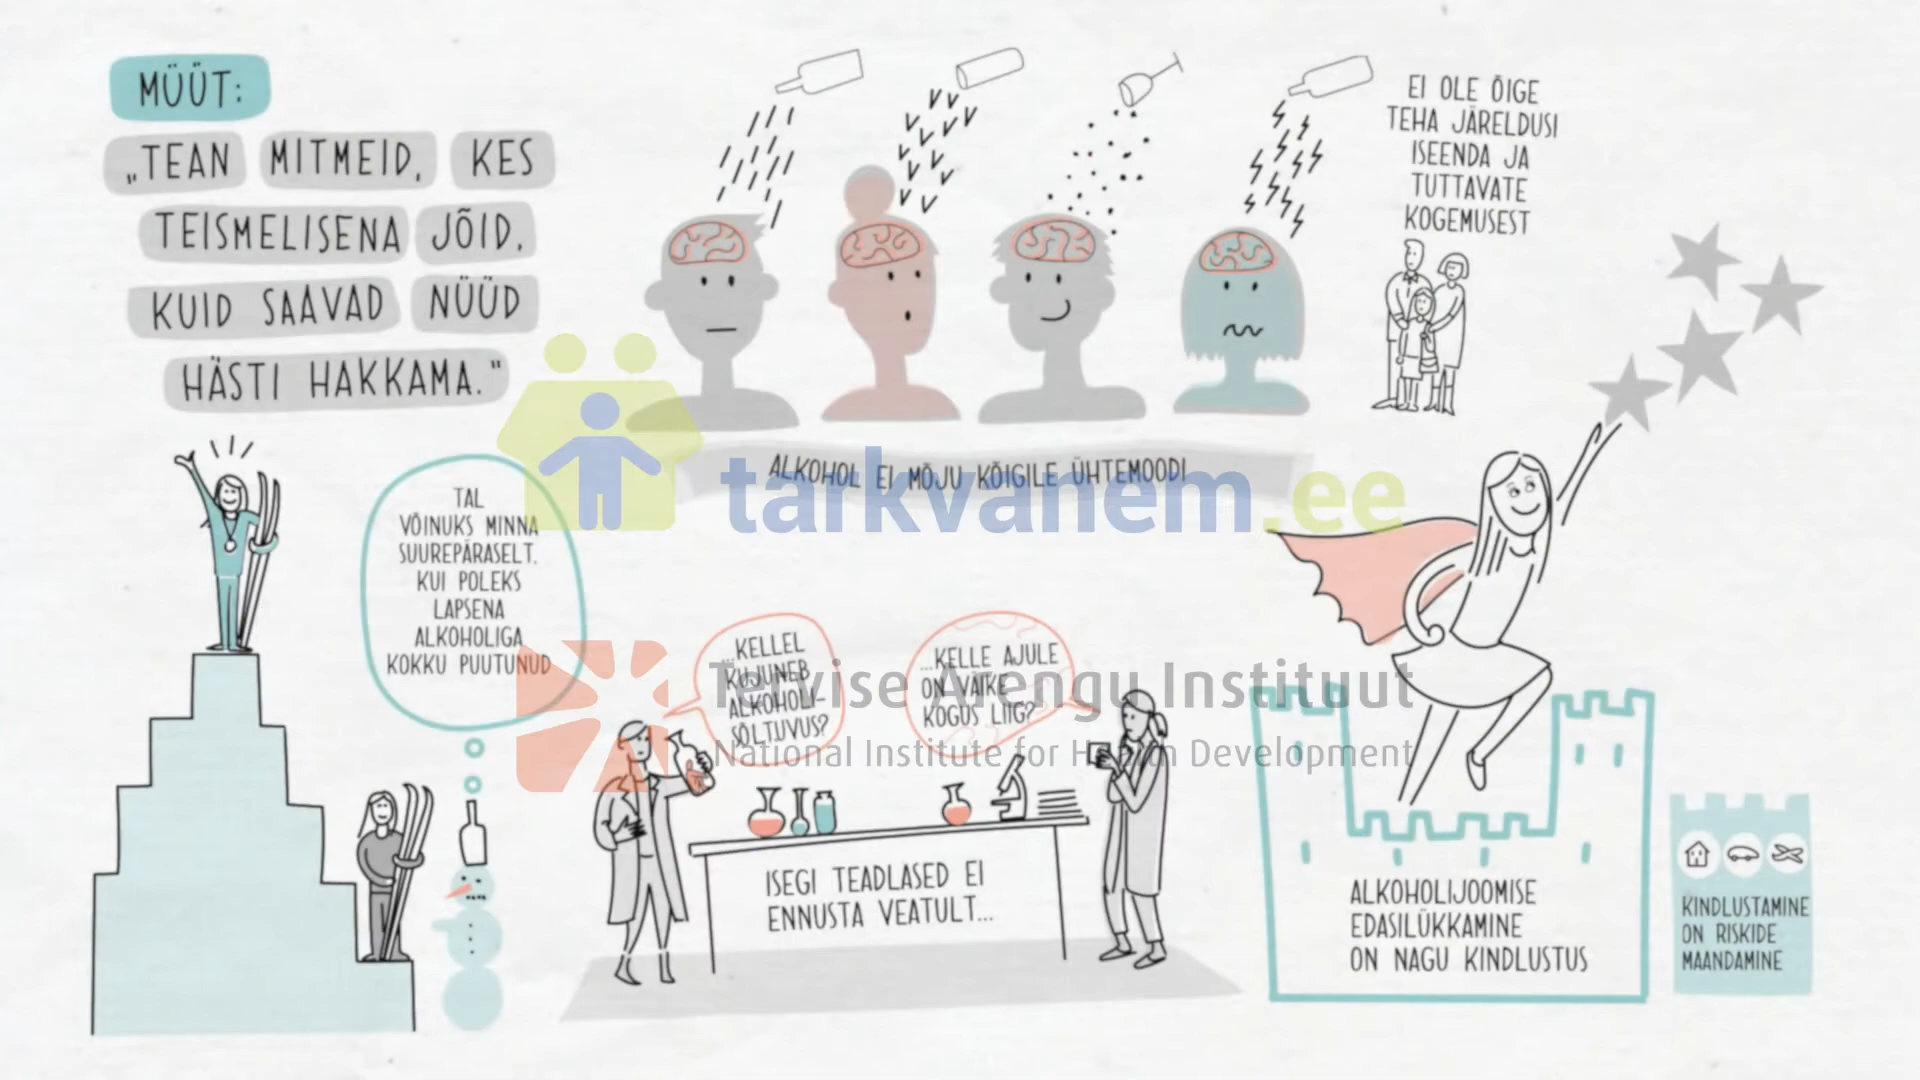 MÜÜT:
„TEAN MITMEID, KES
TEISMELISENA JÕID,
KUID SAAVAD NÜÜD
HÄSTI HAKKAMA."
EI OLE ÕIGE
TEHA JÄRELDUSI
ISEENDA JA
TUTTAVATE
KOGEMUSEST
ALKOHOL EI MÕJU KÕIGILE ÜHTEMOODI
tarkvanem.ee
TAL
VÕINUKS MINNA
SUUREPÄRASELT,
KUI POLEKS
LAPSENA
ALKOHOLIGA
KOKKU PUUTUNUD
...KELLEL
KUJUNEB
ALKOHOLI-
SÕLTUVUS?
...KELLE AJULE
ON VÄIKE
KOGUS LIIG?
Tervise Arengu Instituut
National Institute for Health Development
ISEGI TEADLASED EI
ENNUSTA VEATULT...
ALKOHOLIJOOMISE
EDASILÜKKAMINE
ON NAGU KINDLUSTUS
KINDLUSTAMINE
ON RISKIDE
MAANDAMINE